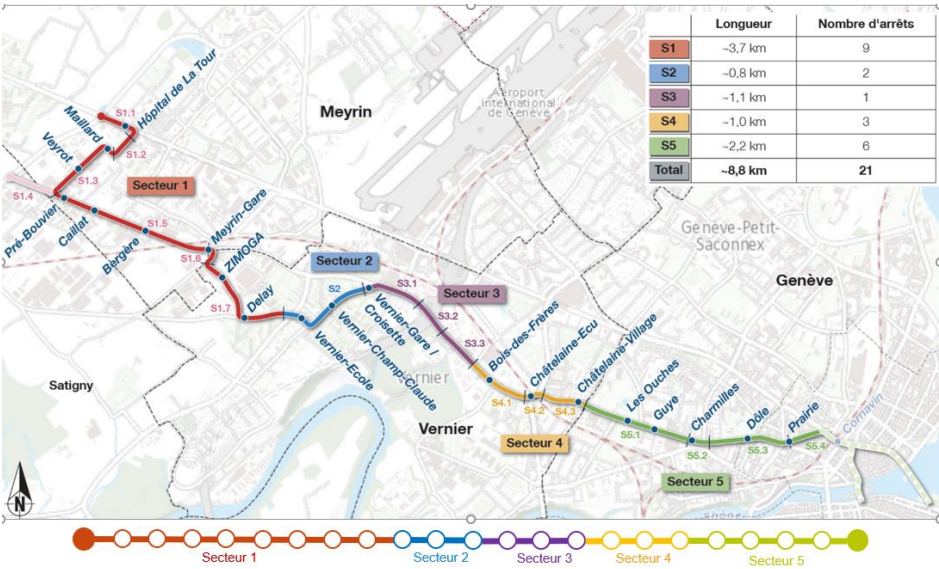 Longueur Nombre d'arrêts
S1 ~3,7 km 9
S2 ~0,8 km 2
S3 ~1,1 km 1
S4 ~1,0 km 3
S5 ~2,2 km 6
Total ~8,8 km 21
Meyrin
Aéroport
International
de Genève
Hôpital de La Tour
Maillard
Veyrot
S1.1
S1.2
S1.3
S1.4
Secteur 1
Pré-Bouvier
Caillat
Bergère
S1.5
Meyrin-Gare
S1.6
ZIMOGA
S1.7
Delay
Secteur 2
S2
Vernier-Ecole
Vernier-Champ-Claude
Vernier-Gare /
Croisette
S3.1
Secteur 3
S3.2
S3.3
Genève-Petit-
Saconnex
Genève
Satigny
Vernier
Vernier
Bois-des-Frères
Châtelaine-Ecu
Châtelaine-Village
S4.1
S4.2
S4.3
Secteur 4
Les Ouches
Guye
Charmilles
Dôle
Prairie
Cornavin
S5.1
S5.2
S5.3
S5.4
Secteur 5
Rhône
N
Secteur 1 Secteur 2 Secteur 3 Secteur 4 Secteur 5